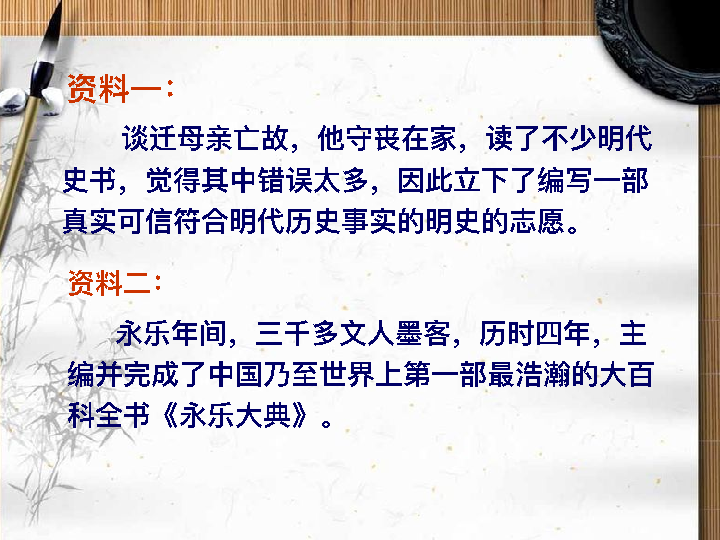 资料一：
谈迁母亲亡故，他守丧在家，读了不少明代
史书，觉得其中错误太多，因此立下了编写一部
真实可信符合明代历史事实的明史的志愿。
资料二：
永乐年间，三千多文人墨客，历时四年，主
编并完成了中国乃至世界上第一部最浩瀚的大百
科全书《永乐大典》。